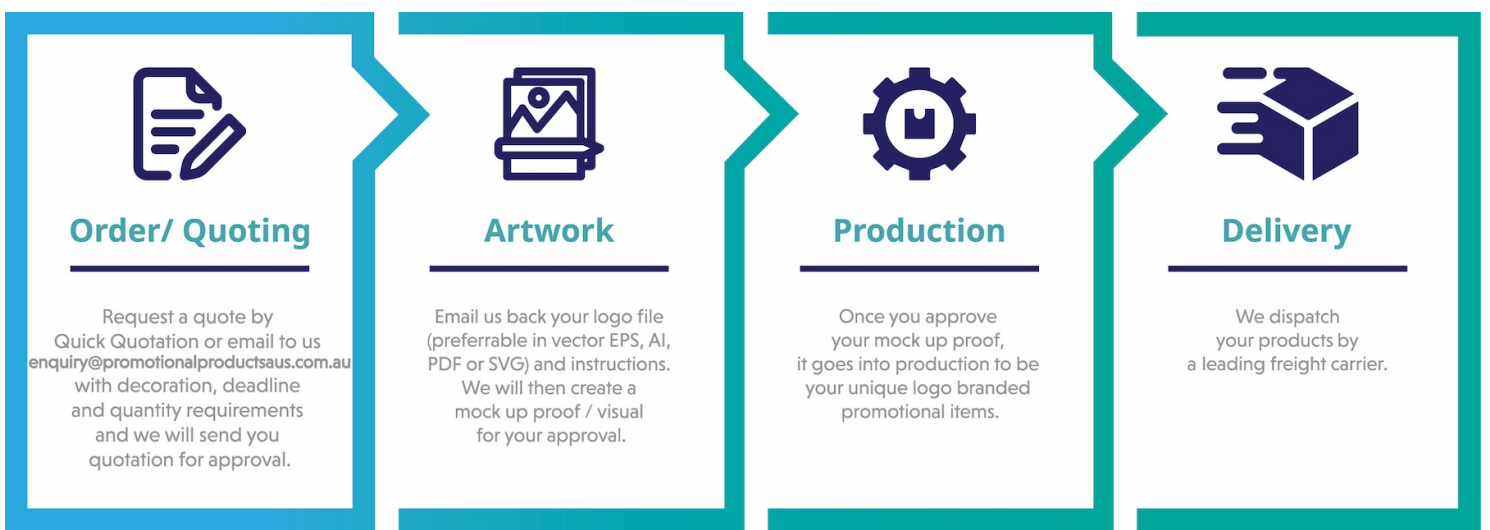 Order/ Quoting
Request a quote by
Quick Quotation or email to us
enquiry@promotionalproductsaus.com.au
with decoration, deadline
and quantity requirements
and we will send you
quotation for approval.
Artwork
Email us back your logo file
(preferrable in vector EPS, AI,
PDF or SVG) and instructions.
We will then create a
mock up proof / visual
for your approval.
Production
Once you approve
your mock up proof,
it goes into production to be
your unique logo branded
promotional items.
Delivery
We dispatch
your products by
a leading freight carrier.